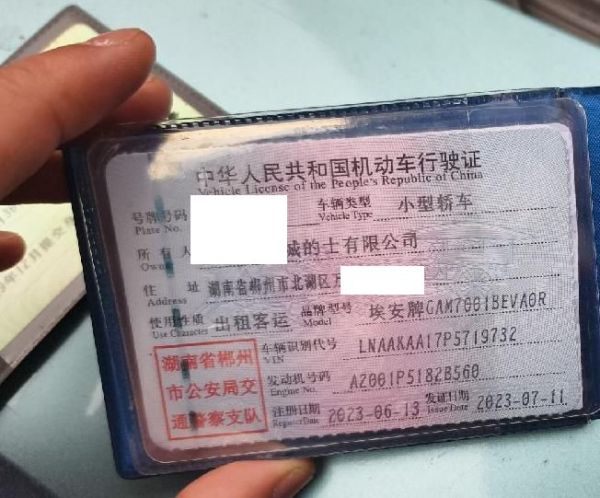 中华人民共和国机动车行驶证
Vehicle License of the People's Republic of China
号牌号码 Plate No. 车辆类型 Vehicle Type 小型轿车
所有人 Owner 城的士有限公司
住址 Address 湖南省郴州市北湖区
使用性质 Use Character 出租客运 品牌型号 Model 埃安牌GAM7001BEVA0R
车辆识别代号 VIN LNAAKAA17P5719732
发动机号码 Engine No. A2001P5182B560
注册日期 Register Date 2023-06-13 发证日期 Issue Date 2023-07-11
湖南省郴州
市公安局交
通警察支队